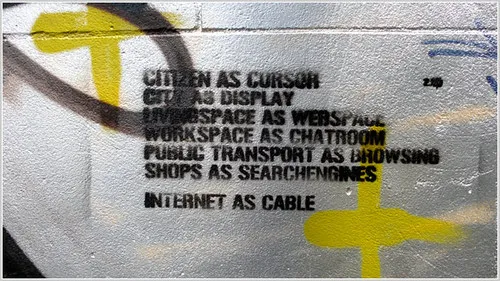 CITIZEN AS CURSOR
CITY AS DISPLAY
LIVINGSPACE AS WEBSPACE
WORKSPACE AS CHATROOM
PUBLIC TRANSPORT AS BROWSING
SHOPS AS SEARCHENGINES
INTERNET AS CABLE